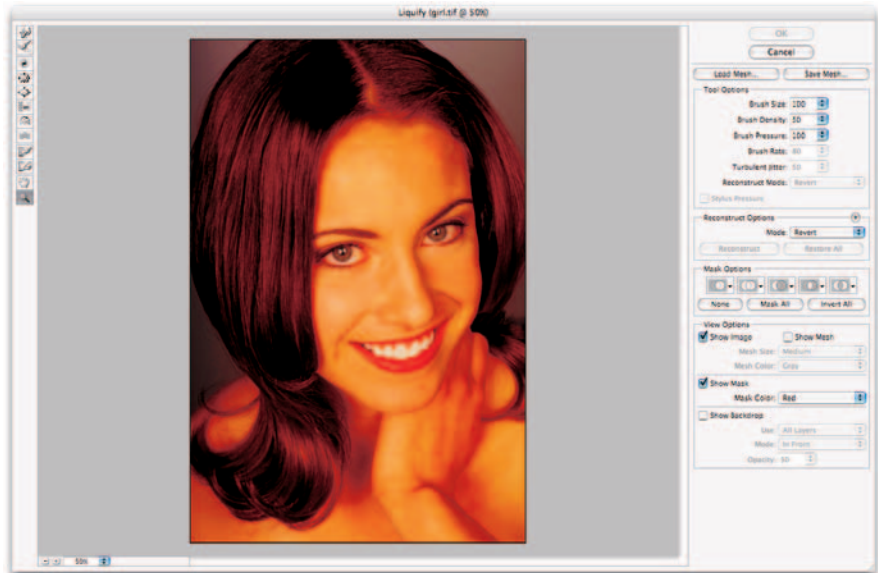 Liquify (girl.tif @ 50%)
OK
Cancel
Load Mesh... Save Mesh...
Tool Options
Brush Size: 100
Brush Density: 50
Brush Pressure: 100
Brush Rate: 80
Turbulent Jitter: 50
Reconstruct Mode: Revert
Stylus Pressure
Reconstruct Options
Mode: Revert
Reconstruct Restore All
Mask Options
None Mask All Invert All
View Options
Show Image Show Mesh
Mesh Size: Medium
Mesh Color: Gray
Show Mask
Mask Color: Red
Show Backdrop
Use: All Layers
Mode: In Front
Opacity: 50
50%